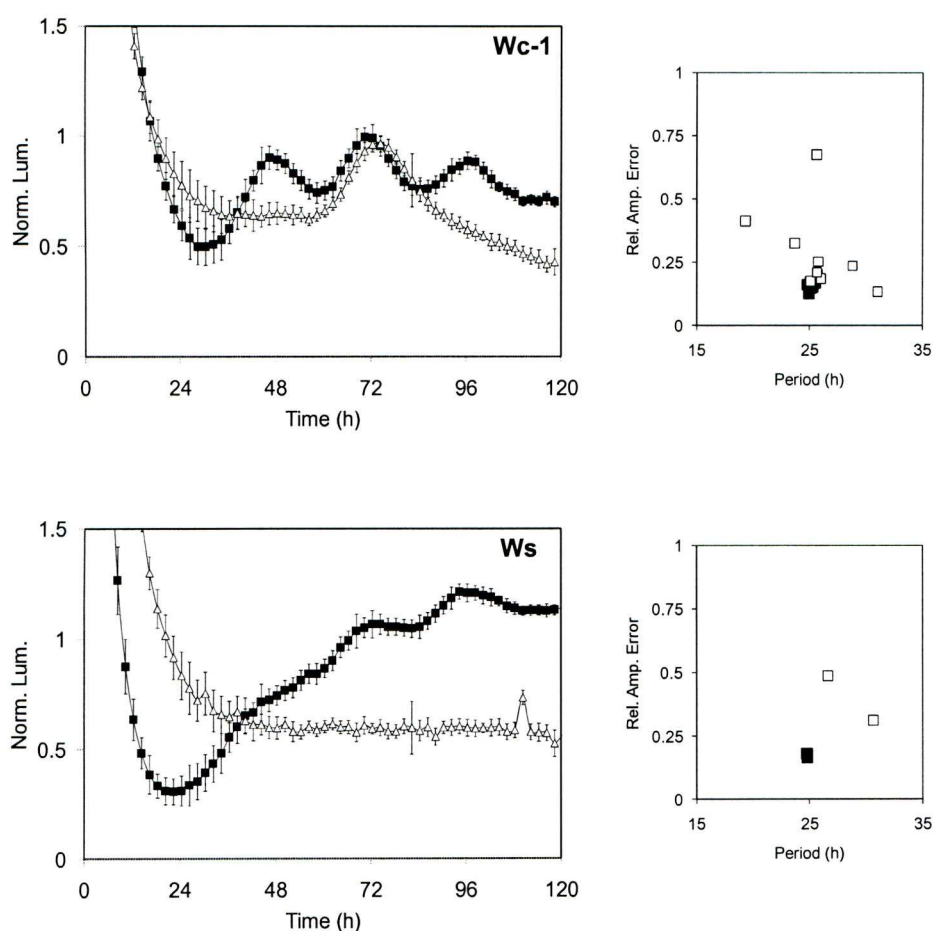 Wc-1
1.5
1
0.5
0
Norm. Lum.
0 24 48 72 96 120
Time (h)
1
0.75
0.5
0.25
0
Rel. Amp. Error
15 25 35
Period (h)
Ws
1.5
1
0.5
0
Norm. Lum.
0 24 48 72 96 120
Time (h)
1
0.75
0.5
0.25
0
Rel. Amp. Error
15 25 35
Period (h)